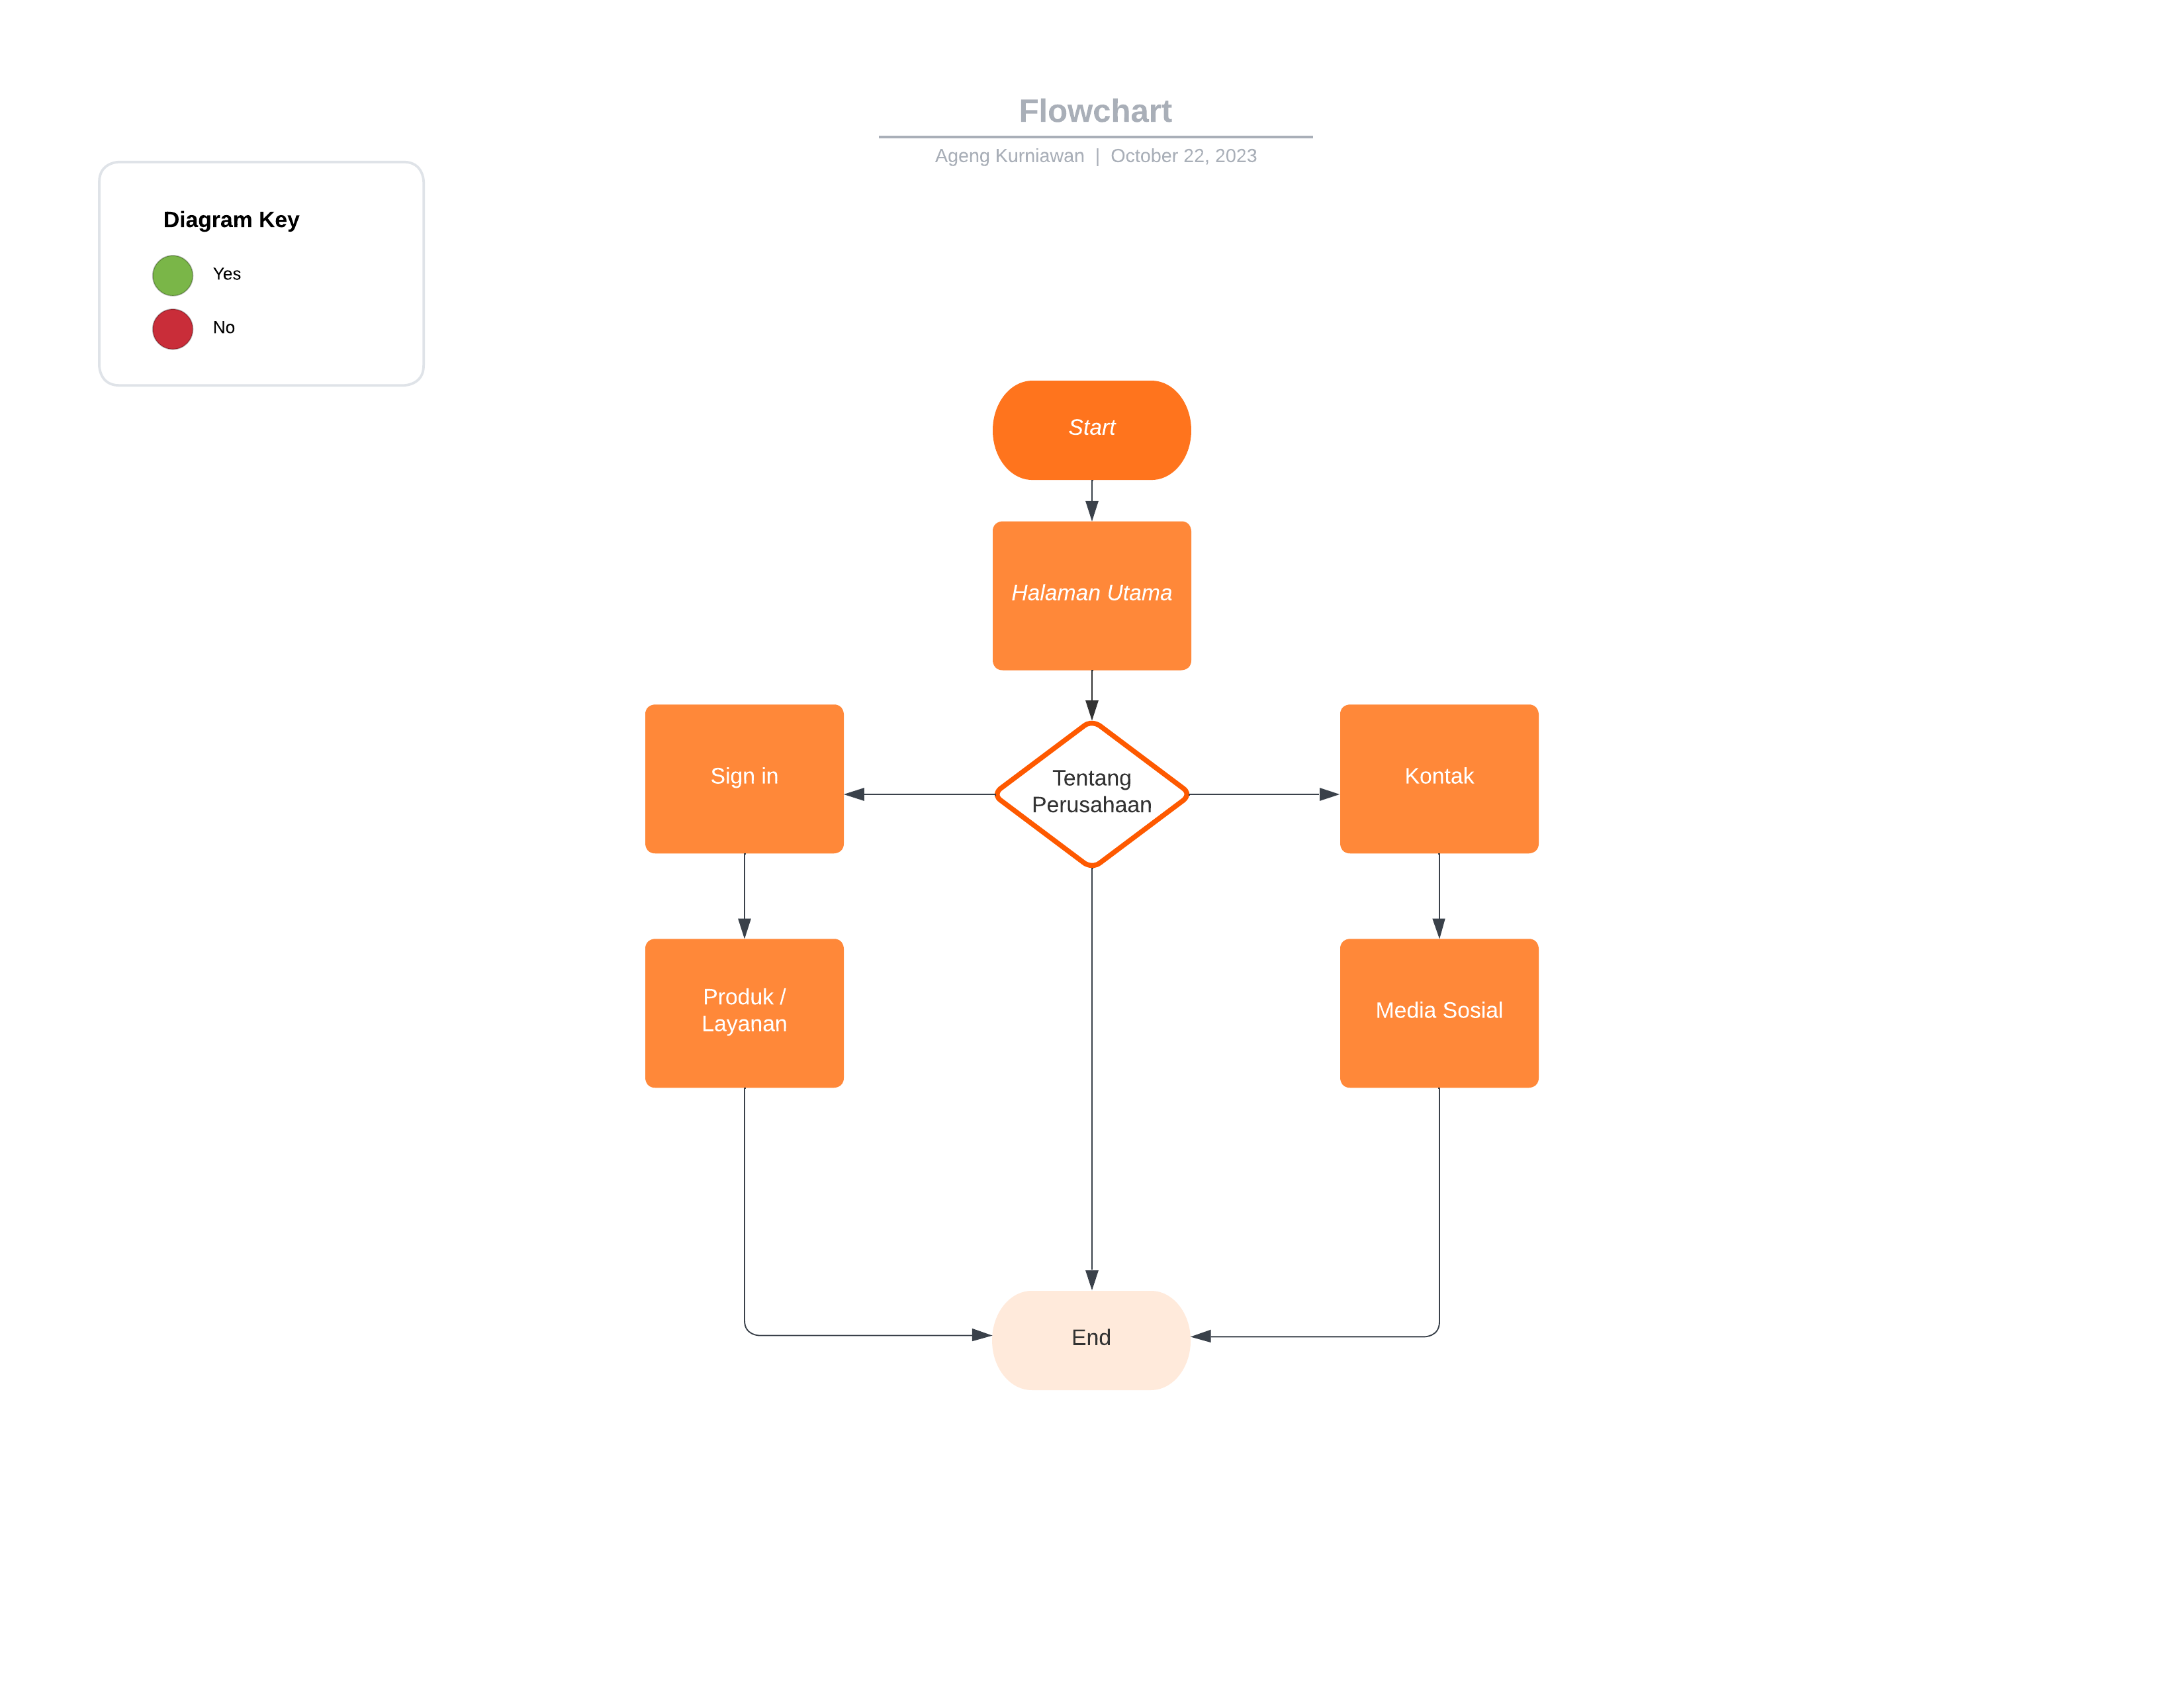 Flowchart
Ageng Kurniawan | October 22, 2023
Diagram Key
Yes
No
Start
Halaman Utama
Sign in
Tentang
Perusahaan
Kontak
Produk /
Layanan
Media Sosial
End